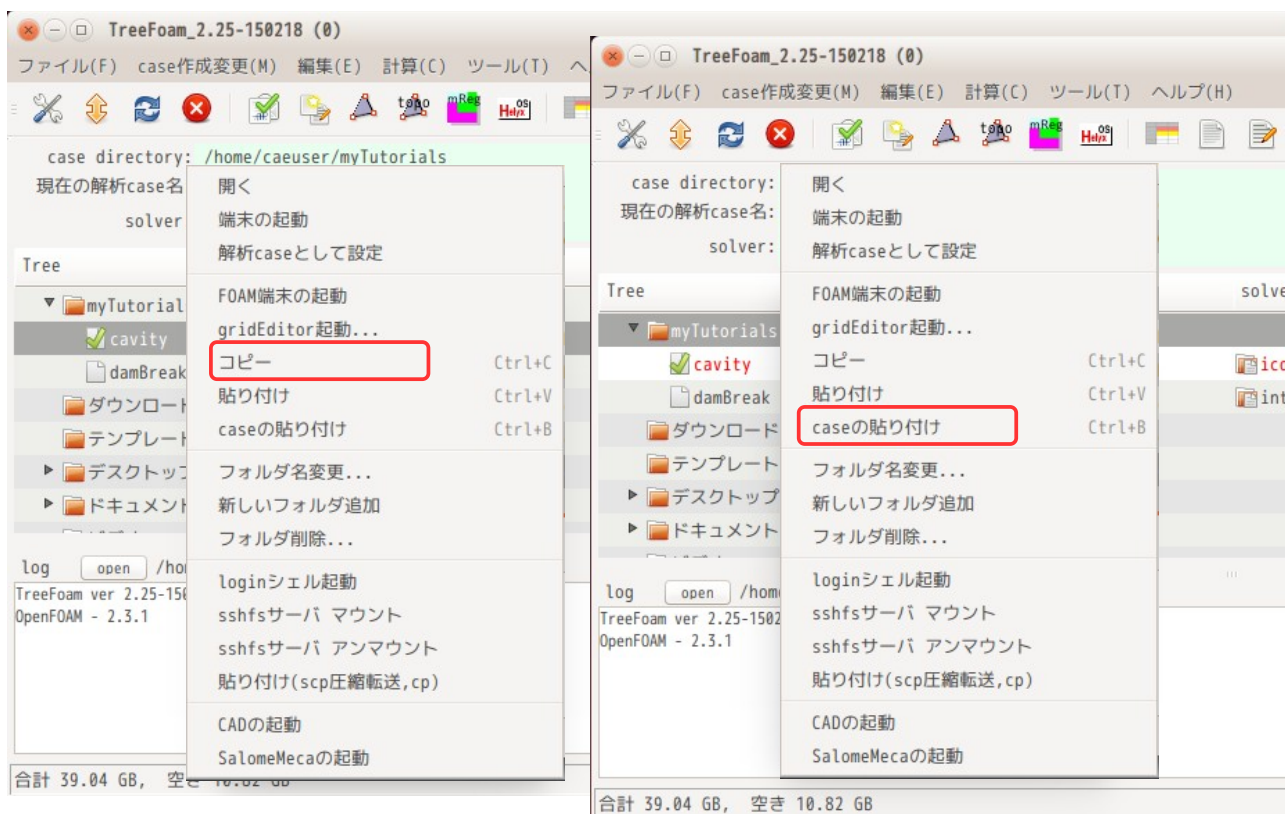 TreeFoam_2.25-150218 (0)
ファイル(F) case作成変更(M) 編集(E) 計算(C) ツール(T) ヘ
topo mReg Helyx OS
case directory: /home/caeuser/myTutorials
現在の解析case名
solver
Tree
myTutorial
cavity
damBreak
ダウンロード
テンプレート
デスクトップ
ドキュメント
開く
端末の起動
解析caseとして設定
FOAM端末の起動
gridEditor起動...
コピー Ctrl+C
貼り付け Ctrl+V
caseの貼り付け Ctrl+B
フォルダ名変更...
新しいフォルダ追加
フォルダ削除...
loginシェル起動
sshfsサーバ マウント
sshfsサーバ アンマウント
貼り付け(scp圧縮転送,cp)
CADの起動
SalomeMecaの起動
log open /ho
TreeFoam ver 2.25-150
OpenFOAM - 2.3.1
合計 39.04 GB, 空き 10.82 GB
TreeFoam_2.25-150218 (0)
ファイル(F) case作成変更(M) 編集(E) 計算(C) ツール(T) ヘルプ(H)
topo mReg Helyx OS
case directory:
現在の解析case名:
solver:
Tree solve
myTutorials
cavity ico
damBreak int
ダウンロード
テンプレート
デスクトップ
ドキュメント
開く
端末の起動
解析caseとして設定
FOAM端末の起動
gridEditor起動...
コピー Ctrl+C
貼り付け Ctrl+V
caseの貼り付け Ctrl+B
フォルダ名変更...
新しいフォルダ追加
フォルダ削除...
loginシェル起動
sshfsサーバ マウント
sshfsサーバ アンマウント
貼り付け(scp圧縮転送,cp)
CADの起動
SalomeMecaの起動
log open /hom
TreeFoam ver 2.25-1502
OpenFOAM - 2.3.1
合計 39.04 GB, 空き 10.82 GB